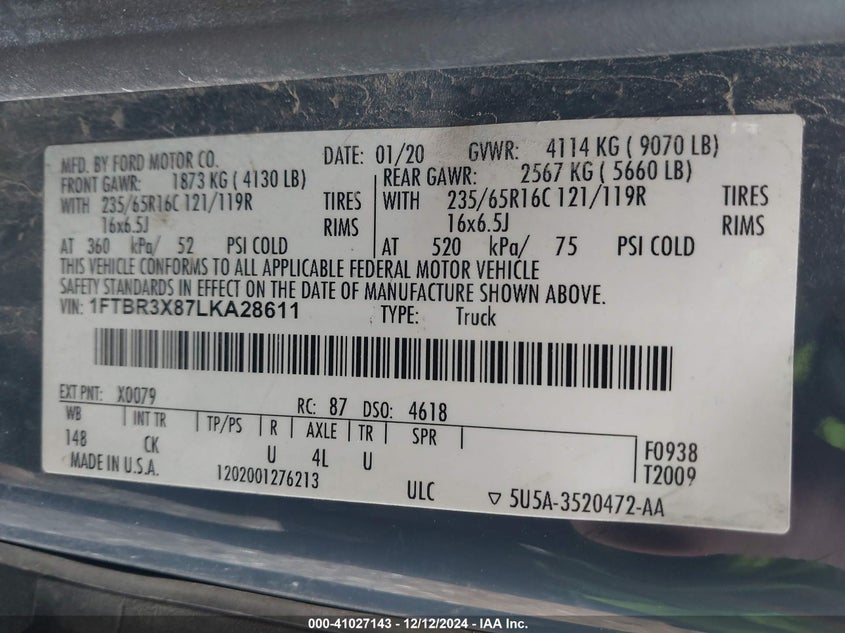 MFD. BY FORD MOTOR CO. DATE: 01/20 GVWR: 4114 KG ( 9070 LB)
FRONT GAWR: 1873 KG ( 4130 LB) REAR GAWR: 2567 KG ( 5660 LB)
WITH 235/65R16C 121/119R TIRES WITH 235/65R16C 121/119R TIRES
16x6.5J RIMS 16x6.5J RIMS
AT 360 kPa/ 52 PSI COLD AT 520 kPa/ 75 PSI COLD
THIS VEHICLE CONFORMS TO ALL APPLICABLE FEDERAL MOTOR VEHICLE
SAFETY STANDARDS IN EFFECT ON THE DATE OF MANUFACTURE SHOWN ABOVE.
VIN: 1FTBR3X87LKA28611 TYPE: Truck
EXT PNT: X0079 RC: 87 DSO: 4618
WB INT TR TP/PS R AXLE TR SPR F0938
148 CK U 4L U T2009
MADE IN U.S.A. 1202001276213 ULC ▽ 5U5A-3520472-AA
000-41027143 - 12/12/2024 - IAA Inc.